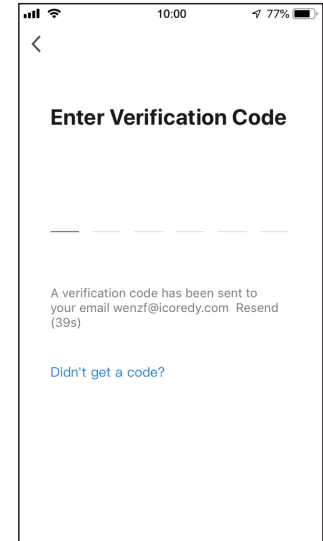 10:00 77%
Enter Verification Code
A verification code has been sent to
your email wenzf@icoredy.com Resend
(39s)
Didn't get a code?